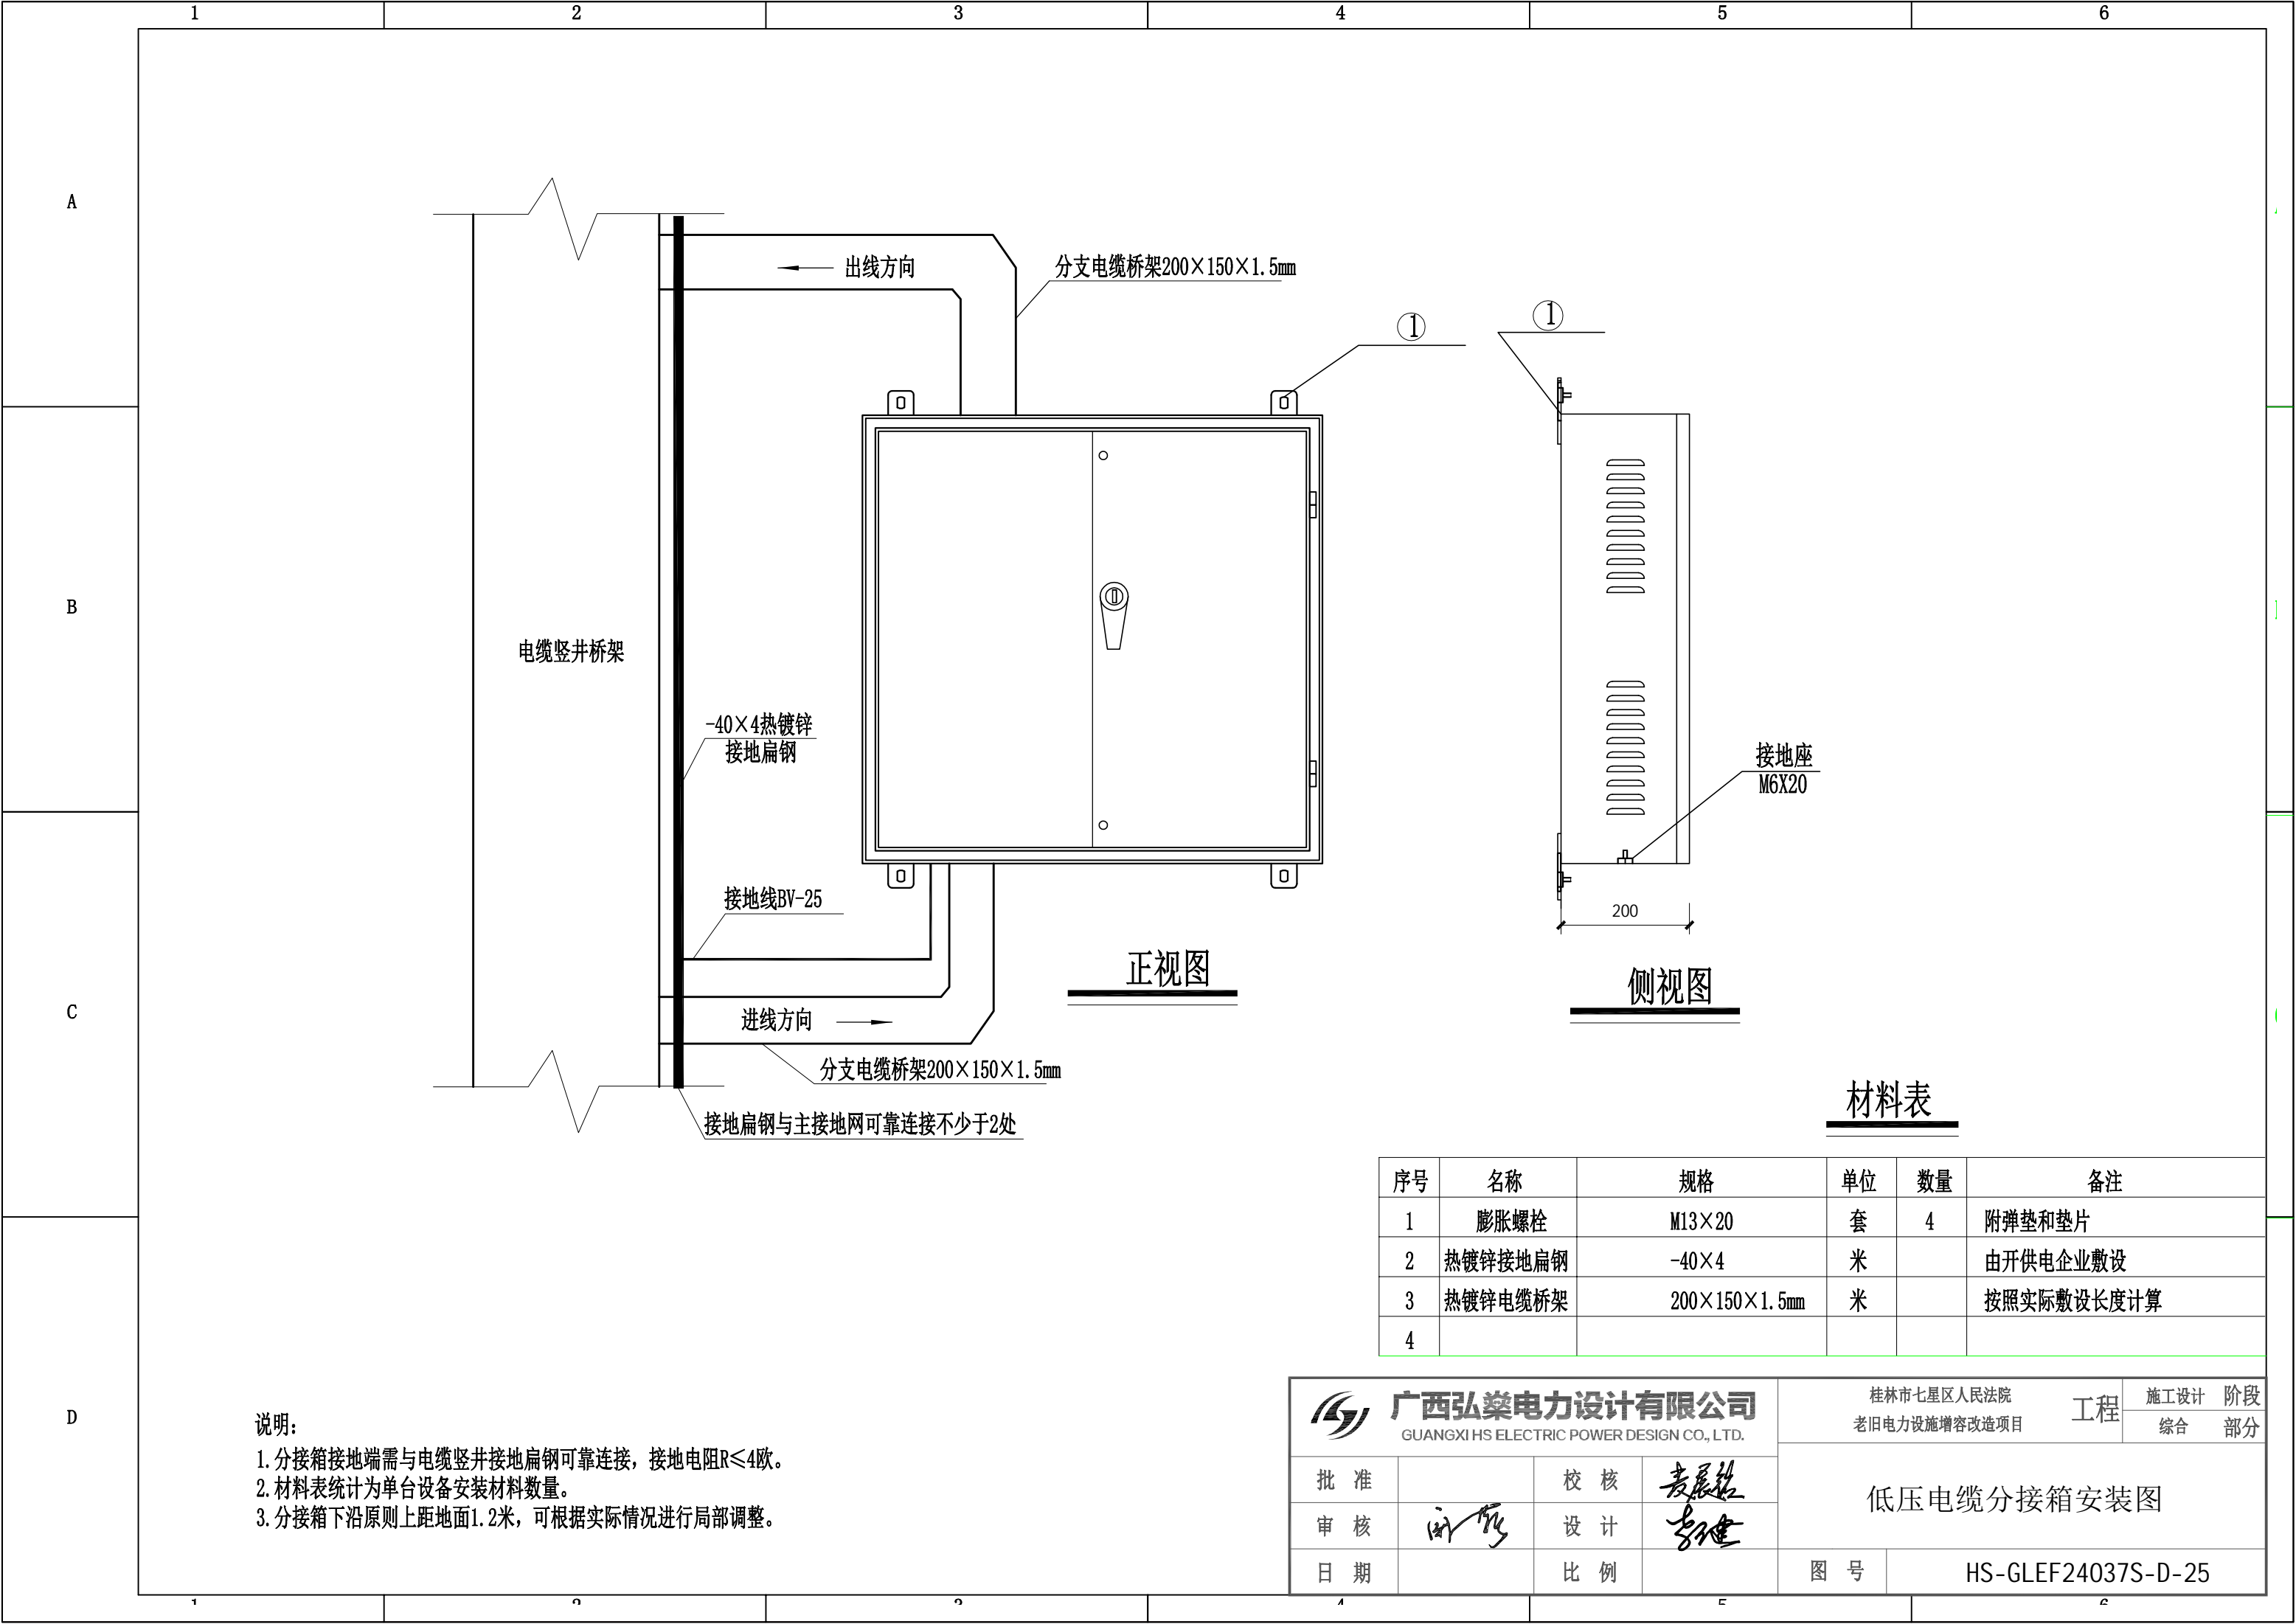 1 2 3 4 5 6
A
B
C
D
出线方向
分支电缆桥架200×150×1.5mm
①
①
电缆竖井桥架
-40×4热镀锌
接地扁钢
接地座
M6X20
接地线BV-25
200
正视图
侧视图
进线方向
分支电缆桥架200×150×1.5mm
接地扁钢与主接地网可靠连接不少于2处
材料表
序号 名称 规格 单位 数量 备注
1 膨胀螺栓 M13×20 套 4 附弹垫和垫片
2 热镀锌接地扁钢 -40×4 米 由开供电企业敷设
3 热镀锌电缆桥架 200×150×1.5mm 米 按照实际敷设长度计算
4
说明:
1.分接箱接地端需与电缆竖井接地扁钢可靠连接，接地电阻R≤4欧。
2.材料表统计为单台设备安装材料数量。
3.分接箱下沿原则上距地面1.2米，可根据实际情况进行局部调整。
广西弘燊电力设计有限公司
GUANGXI HS ELECTRIC POWER DESIGN CO., LTD.
桂林市七星区人民法院
老旧电力设施增容改造项目
工程
施工设计 阶段
综合 部分
批 准 校 核
审 核 设 计
日 期 比 例
低压电缆分接箱安装图
图 号 HS-GLEF24037S-D-25